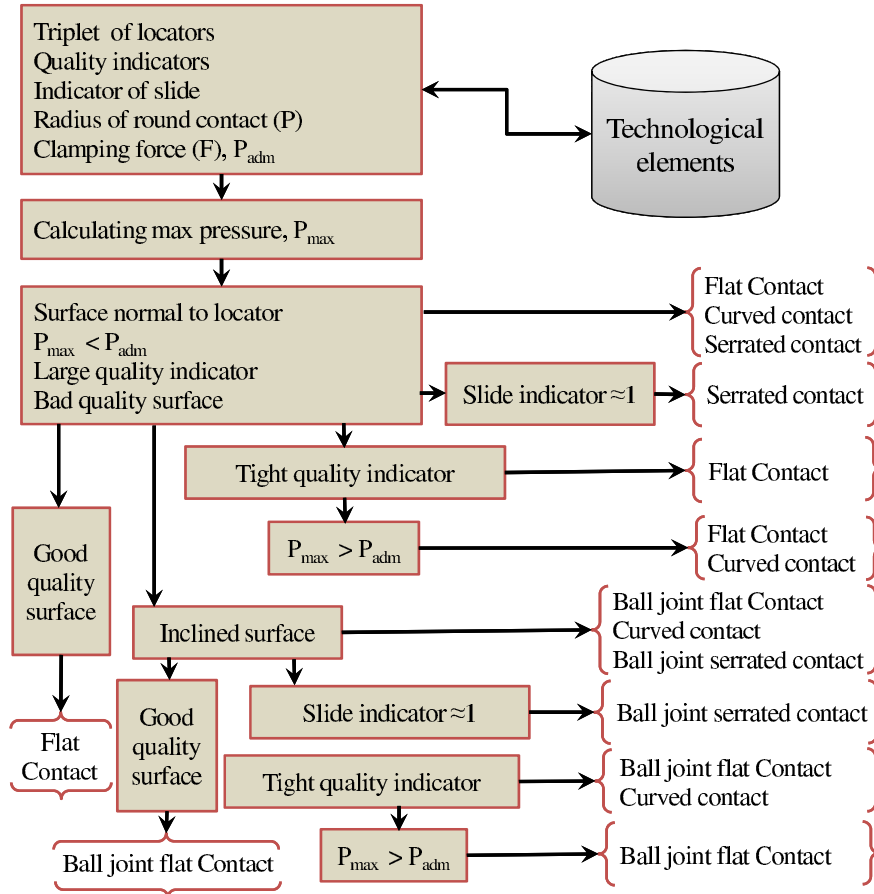 Triplet of locators
Quality indicators
Indicator of slide
Radius of round contact (P)
Clamping force (F), Padm
Technological
elements
Calculating max pressure, Pmax
Surface normal to locator
Pmax < Padm
Large quality indicator
Bad quality surface
Flat Contact
Curved contact
Serrated contact
Slide indicator ≈1
Serrated contact
Tight quality indicator
Flat Contact
Pmax > Padm
Flat Contact
Curved contact
Good
quality
surface
Flat
Contact
Inclined surface
Ball joint flat Contact
Curved contact
Ball joint serrated contact
Good
quality
surface
Ball joint flat Contact
Slide indicator ≈1
Ball joint serrated contact
Tight quality indicator
Ball joint flat Contact
Curved contact
Pmax > Padm
Ball joint flat Contact